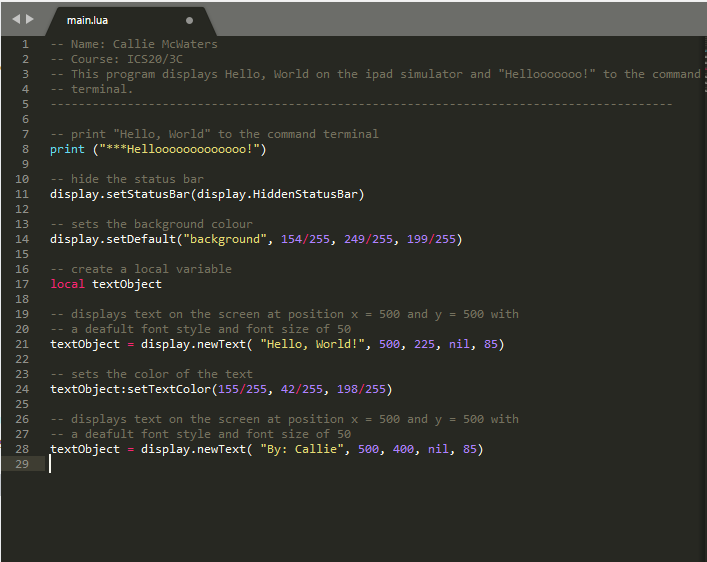 main.lua
1 -- Name: Callie McWaters
2 -- Course: ICS20/3C
3 -- This program displays Hello, World on the ipad simulator and "Hellooooooo!" to the command
4 -- terminal.
5 -----------------------------------------------------------------------------------------
6
7 -- print "Hello, World" to the command terminal
8 print ("***Hellooooooooooooo!")
9
10 -- hide the status bar
11 display.setStatusBar(display.HiddenStatusBar)
12
13 -- sets the background colour
14 display.setDefault("background", 154/255, 249/255, 199/255)
15
16 -- create a local variable
17 local textObject
18
19 -- displays text on the screen at position x = 500 and y = 500 with
20 -- a deafult font style and font size of 50
21 textObject = display.newText( "Hello, World!", 500, 225, nil, 85)
22
23 -- sets the color of the text
24 textObject:setTextColor(155/255, 42/255, 198/255)
25
26 -- displays text on the screen at position x = 500 and y = 500 with
27 -- a deafult font style and font size of 50
28 textObject = display.newText( "By: Callie", 500, 400, nil, 85)
29